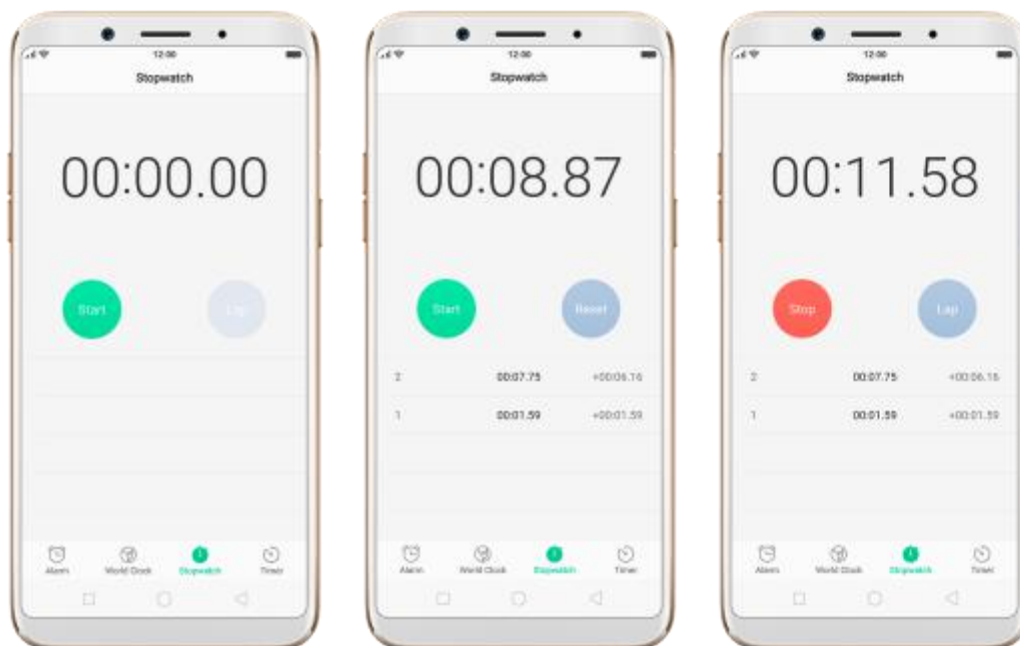 12:00
Stopwatch
00:00.00
Start Lap
Alarm World Clock Stopwatch Timer
12:00
Stopwatch
00:08.87
Start Reset
2 00:07.75 +00:06.16
1 00:01.59 +00:01.59
Alarm World Clock Stopwatch Timer
12:00
Stopwatch
00:11.58
Stop Lap
2 00:07.75 +00:06.16
1 00:01.59 +00:01.59
Alarm World Clock Stopwatch Timer